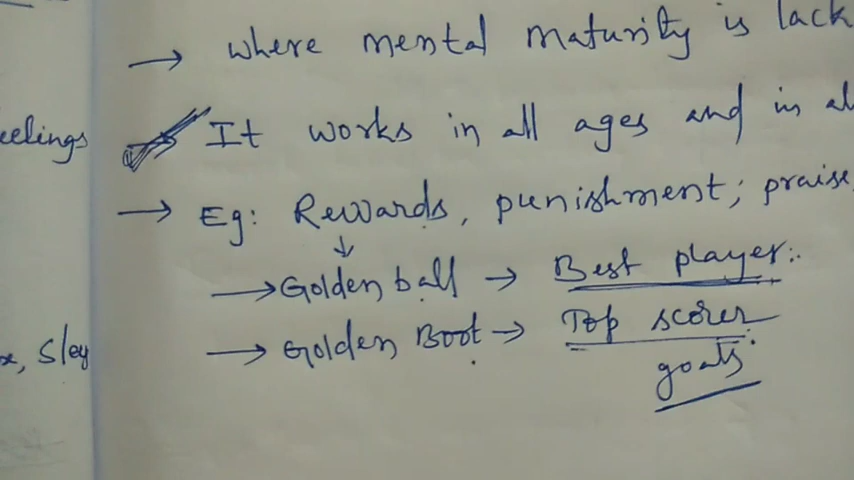 → where mental maturity is lack
eelings
It works in all ages and in al
→ Eg: Rewards, punishment; praise,
↓
→ Golden ball → Best player:.
→ Golden Boot → Top scorer
, Sley
goals